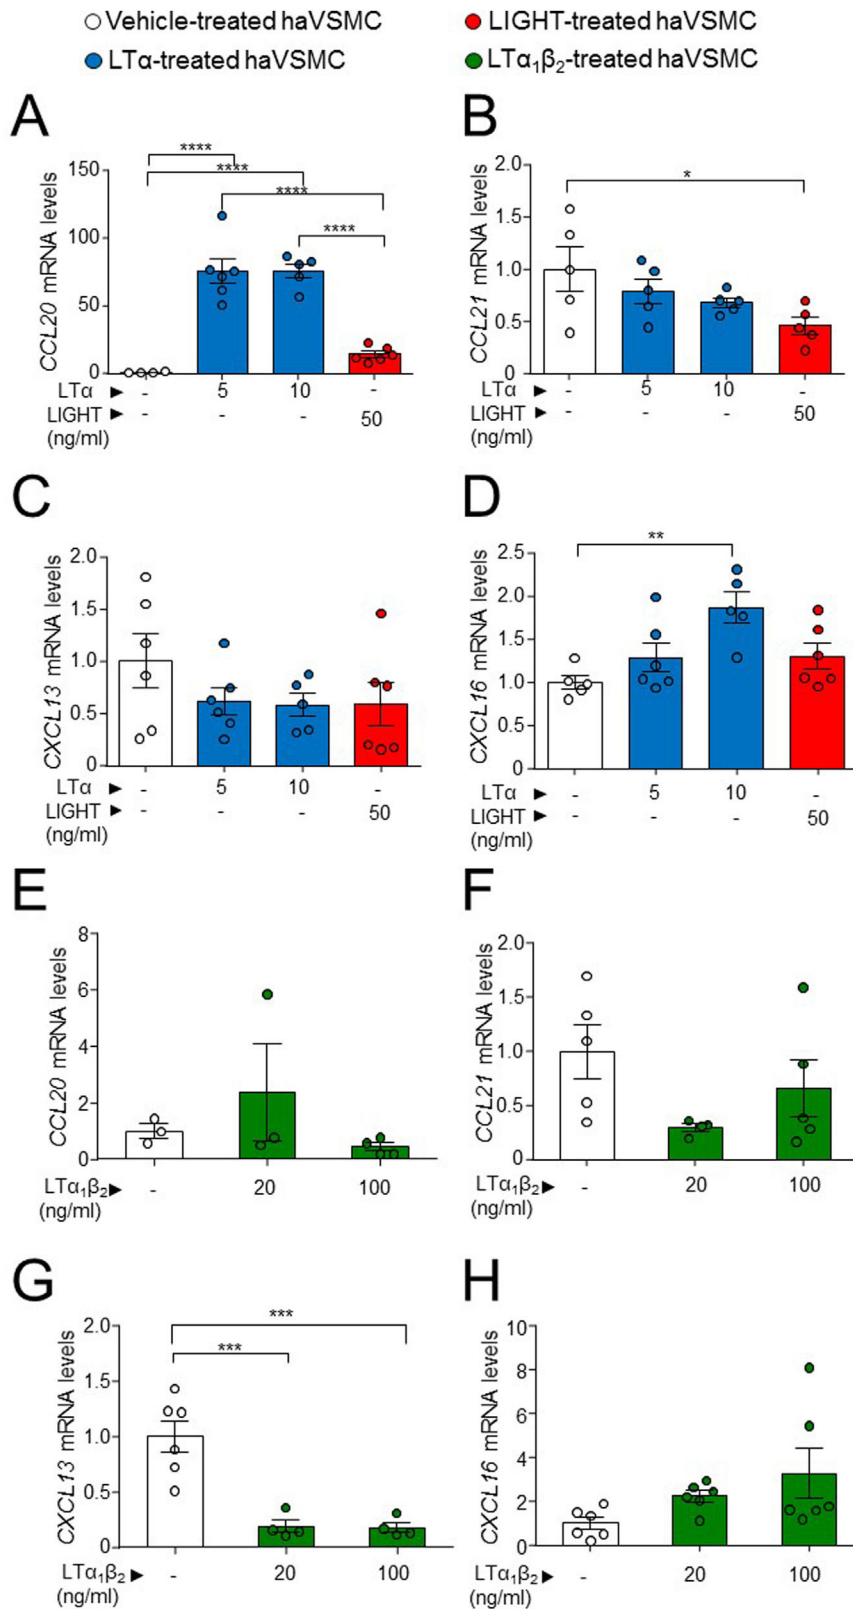 Vehicle-treated haVSMC
LIGHT-treated haVSMC
LTα-treated haVSMC
LTα₁β₂-treated haVSMC
A
CCL20 mRNA levels
150
100
50
0
****
****
****
****
LTα ► - 5 10 -
LIGHT ► - - - 50
(ng/ml)
B
CCL21 mRNA levels
2.0
1.5
1.0
0.5
0
*
LTα ► - 5 10 -
LIGHT ► - - - 50
(ng/ml)
C
CXCL13 mRNA levels
2.0
1.5
1.0
0.5
0
LTα ► - 5 10 -
LIGHT ► - - - 50
(ng/ml)
D
CXCL16 mRNA levels
2.5
2.0
1.5
1.0
0.5
0
**
LTα ► - 5 10 -
LIGHT ► - - - 50
(ng/ml)
E
CCL20 mRNA levels
8
6
4
2
0
LTα₁β₂ ► - 20 100
(ng/ml)
F
CCL21 mRNA levels
2.0
1.5
1.0
0.5
0
LTα₁β₂ ► - 20 100
(ng/ml)
G
CXCL13 mRNA levels
2.0
1.5
1.0
0.5
0
***
***
LTα₁β₂ ► - 20 100
(ng/ml)
H
CXCL16 mRNA levels
10
8
6
4
2
0
LTα₁β₂ ► - 20 100
(ng/ml)